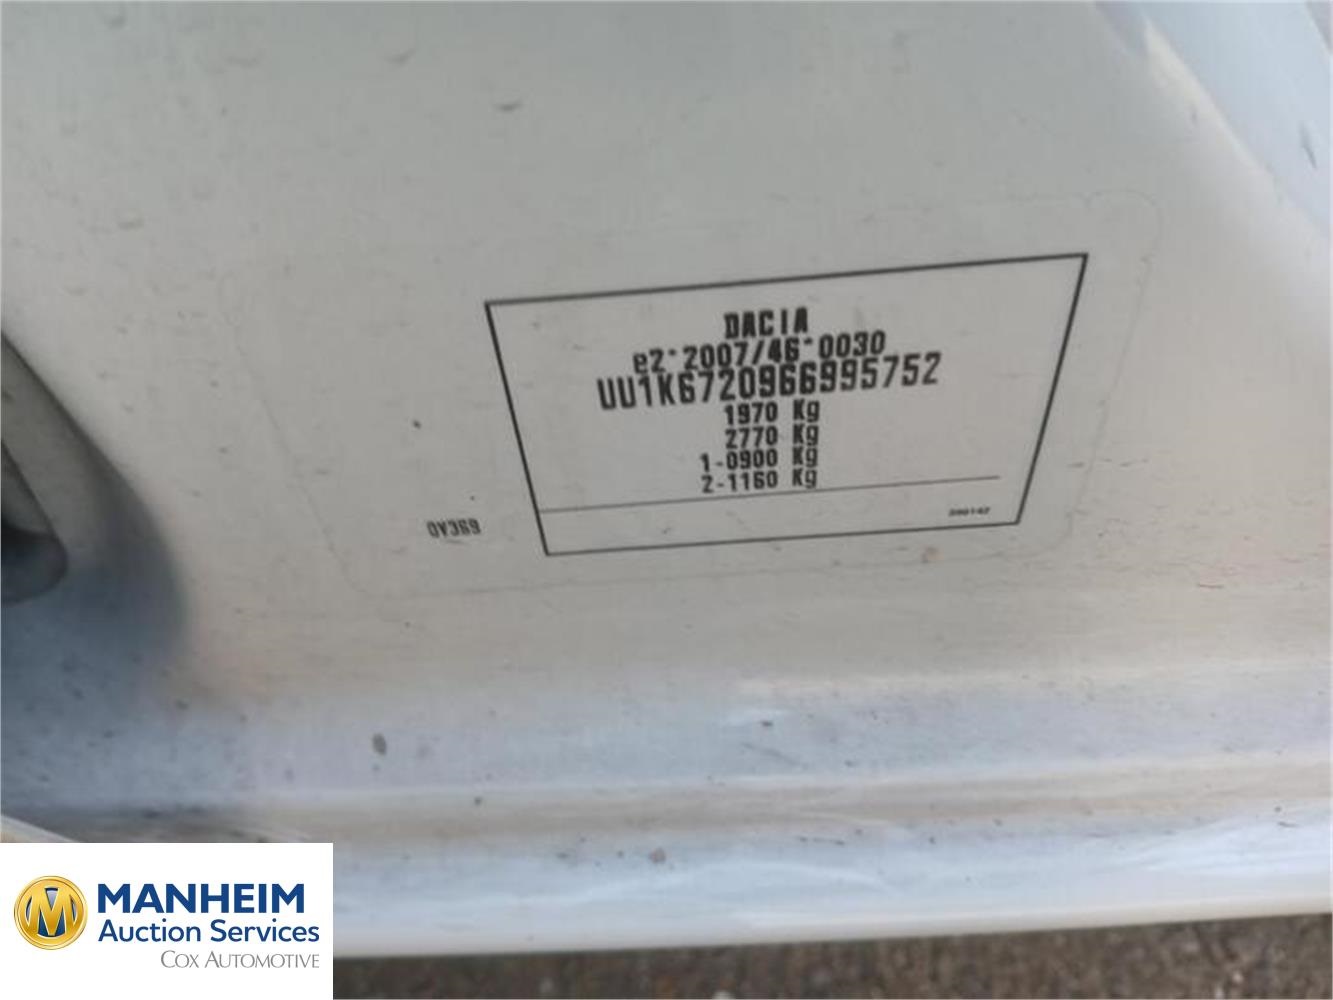 DACIA
e2*2007/46*0030
UU1K6720966995752
1970 Kg
2770 Kg
1-0900 Kg
2-1160 Kg
OV369
MANHEIM
Auction Services
COX AUTOMOTIVE